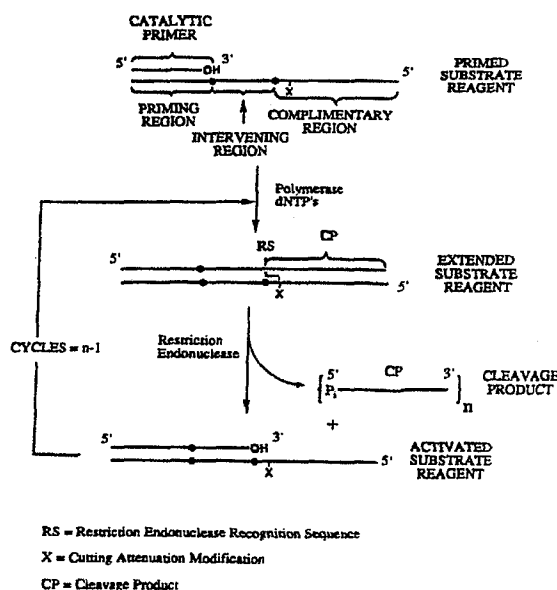 CATALYTIC
PRIMER
5'
3'
OH
5'
PRIMED
SUBSTRATE
REAGENT
X
PRIMING
REGION
COMPLIMENTARY
REGION
INTERVENING
REGION
Polymerase
dNTP's
RS
CP
5'
EXTENDED
SUBSTRATE
REAGENT
X
5'
CYCLES = n-1
Restriction
Endonuclease
5'
CP
3'
n
CLEAVAGE
PRODUCT
+
5'
OH
3'
5'
ACTIVATED
SUBSTRATE
REAGENT
X
RS = Restriction Endonuclease Recognition Sequence
X = Cutting Attenuation Modification
CP = Cleavage Product